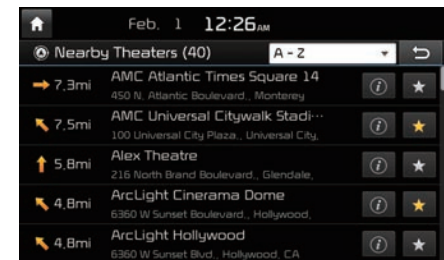 Feb. 1 12:26AM
Nearby Theaters (40) A - Z
7.3mi AMC Atlantic Times Square 14
450 N. Atlantic Boulevard., Monterey
7.5mi AMC Universal Citywalk Stadi···
100 Universal City Plaza., Universal City,
5.8mi Alex Theatre
216 North Brand Boulevard., Glendale,
4.8mi ArcLight Cinerama Dome
6360 W Sunset Boulevard., Hollywood,
4.8mi ArcLight Hollywood
6360 W Sunset Blvd., Hollywood, CA